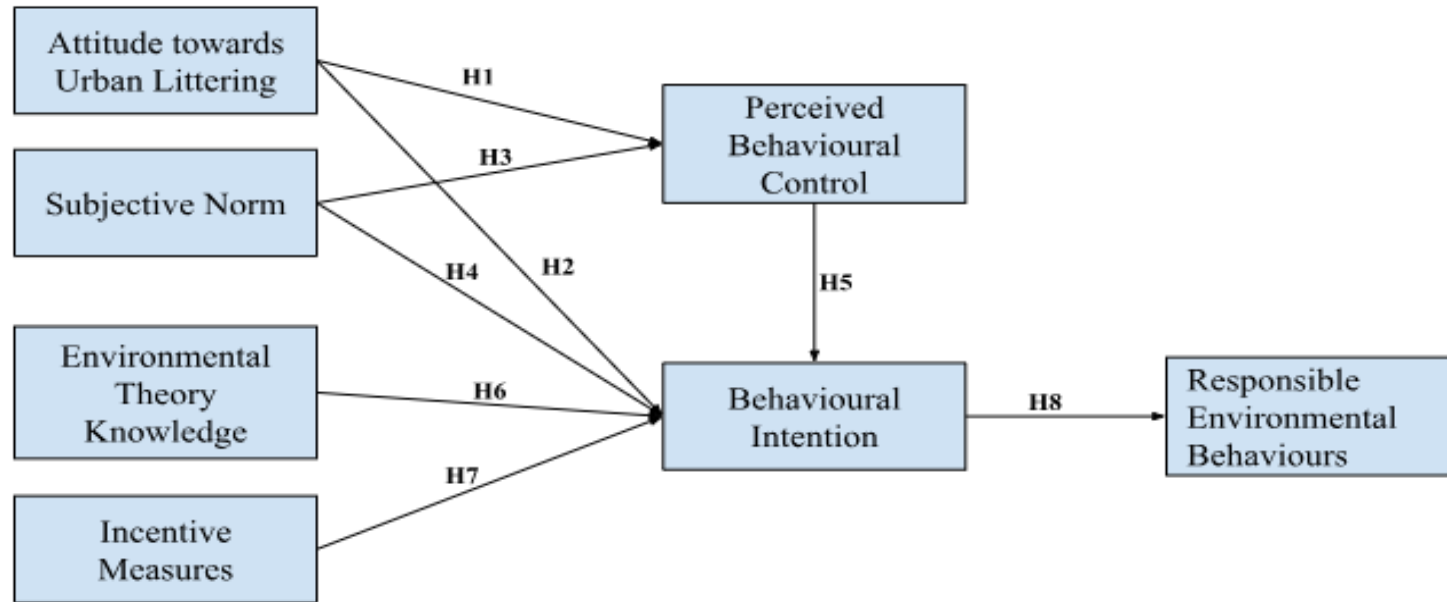 Attitude towards
Urban Littering
H1
Perceived
Behavioural
Control
H3
Subjective Norm
H4
H2
H5
Environmental
Theory
Knowledge
H6
Behavioural
Intention
H8
Responsible
Environmental
Behaviours
H7
Incentive
Measures